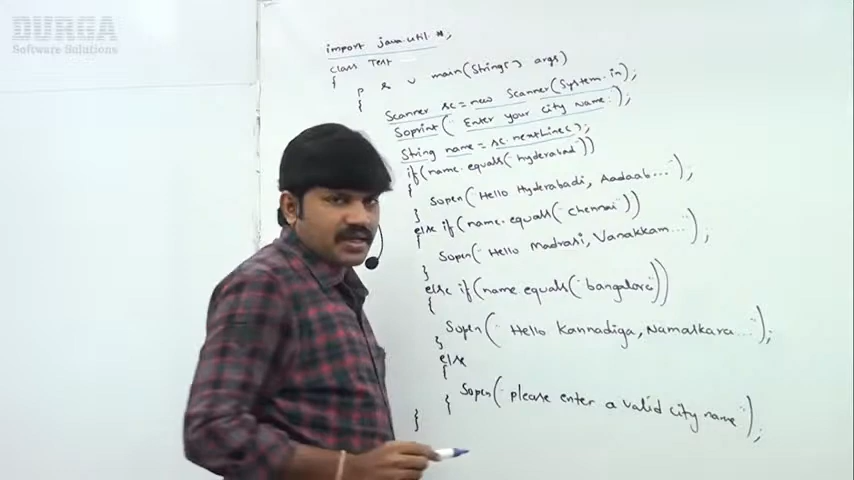 DURGA
Software Solutions
import java.util.*;
class Test
{
p s v main(String[] args)
{
Scanner sc = new Scanner(System.in);
Soprint("Enter your city Name:");
String name = sc.nextLine();
if(name.equals("hyderabad"))
{
Sopln("Hello Hyderabadi, Aadaab...");
}
else if(name.equals("chennai"))
{
Sopln("Hello Madrasi, Vanakkam...");
}
else if(name.equals("bangalore"))
{
Sopln("Hello Kannadiga, Namaskara...");
}
else
{
Sopln("please enter a valid city name");
}
}